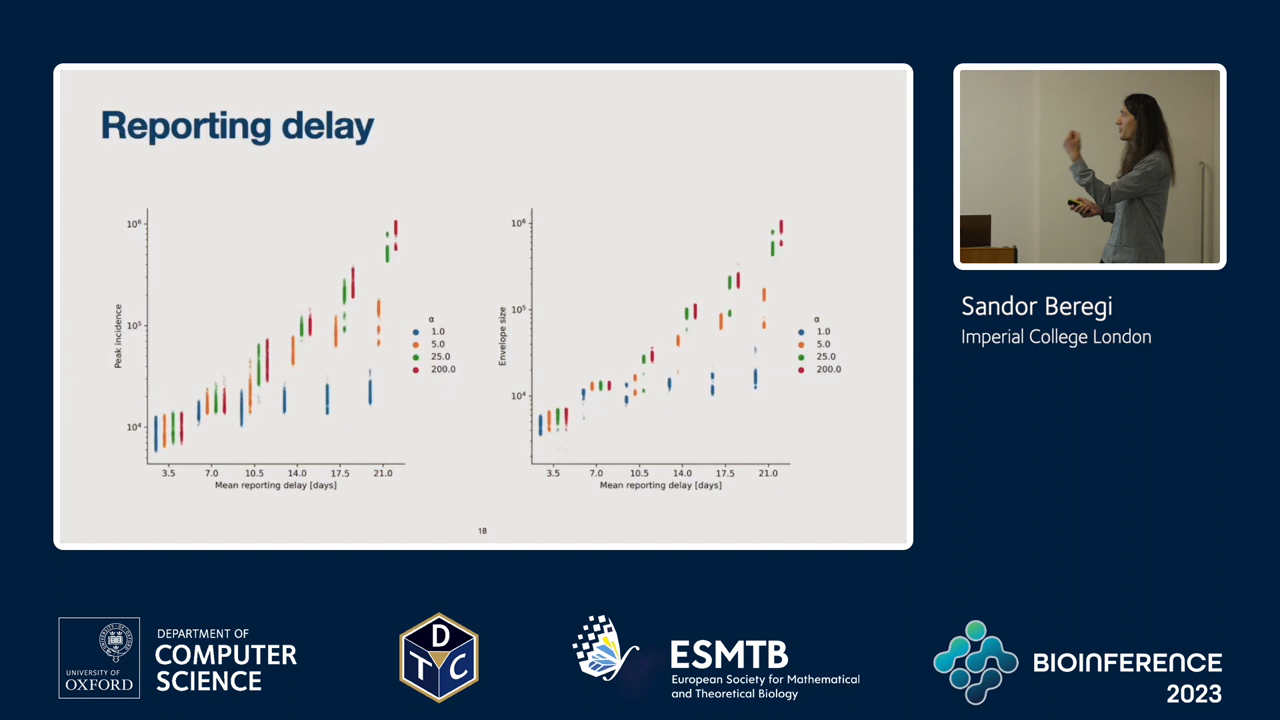 Reporting delay
10⁶
10⁵
10⁴
Peak incidence
3.5 7.0 10.5 14.0 17.5 21.0
Mean reporting delay [days]
α
1.0
5.0
25.0
200.0
10⁶
10⁵
10⁴
Envelope size
3.5 7.0 10.5 14.0 17.5 21.0
Mean reporting delay [days]
α
1.0
5.0
25.0
200.0
18
Sandor Beregi
Imperial College London
UNIVERSITY OF
OXFORD
DEPARTMENT OF
COMPUTER
SCIENCE
D
T C
ESMTB
European Society for Mathematical
and Theoretical Biology
BIOINFERENCE
2023